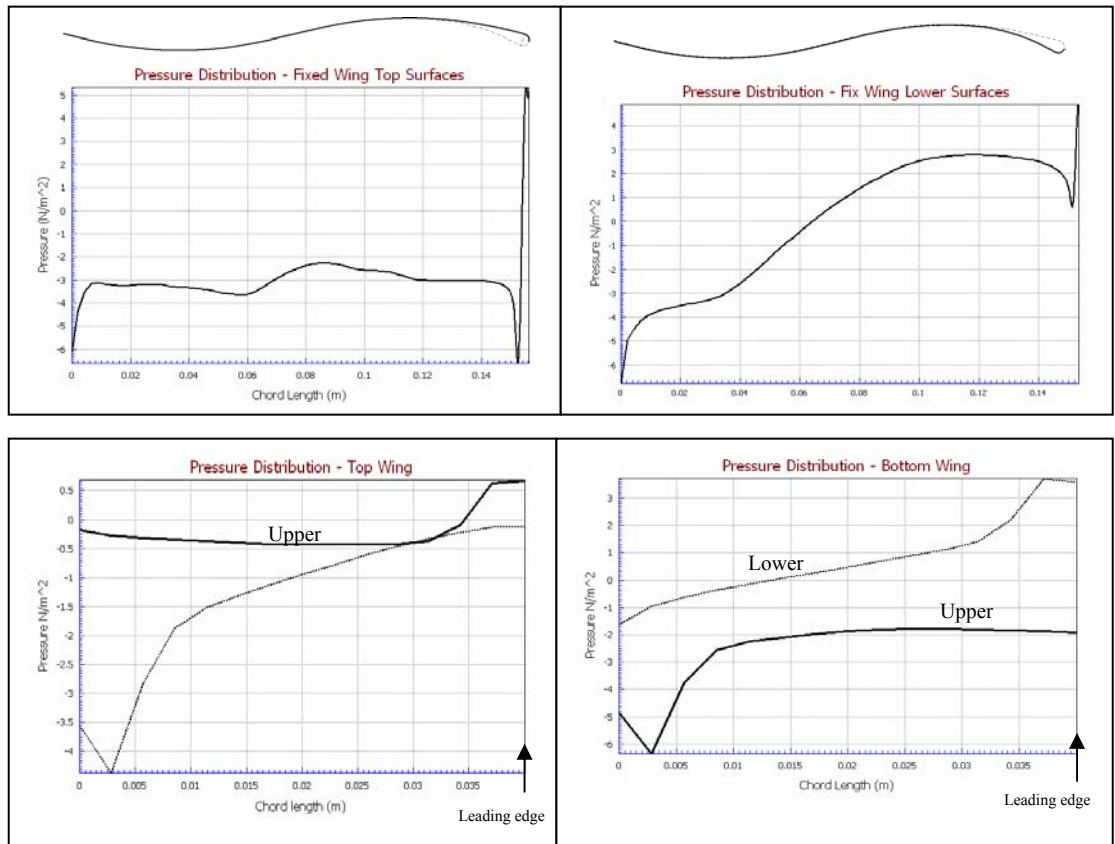 Pressure Distribution - Fixed Wing Top Surfaces
5
4
3
2
1
0
-1
-2
-3
-4
-5
-6
Pressure (N/m^2)
0 0.02 0.04 0.06 0.08 0.1 0.12 0.14
Chord Length (m)
Pressure Distribution - Fix Wing Lower Surfaces
4
3
2
1
0
-1
-2
-3
-4
-5
-6
Pressure N/m^2
0 0.02 0.04 0.06 0.08 0.1 0.12 0.14
Pressure Distribution - Top Wing
0.5
0
-0.5
-1
-1.5
-2
-2.5
-3
-3.5
-4
Pressure N/m^2
Upper
0 0.005 0.01 0.015 0.02 0.025 0.03 0.035
Chord length (m)
Leading edge
Pressure Distribution - Bottom Wing
3
2
1
0
-1
-2
-3
-4
-5
-6
Pressure N/m^2
Lower
Upper
0 0.005 0.01 0.015 0.02 0.025 0.03 0.035
Chord Length (m)
Leading edge